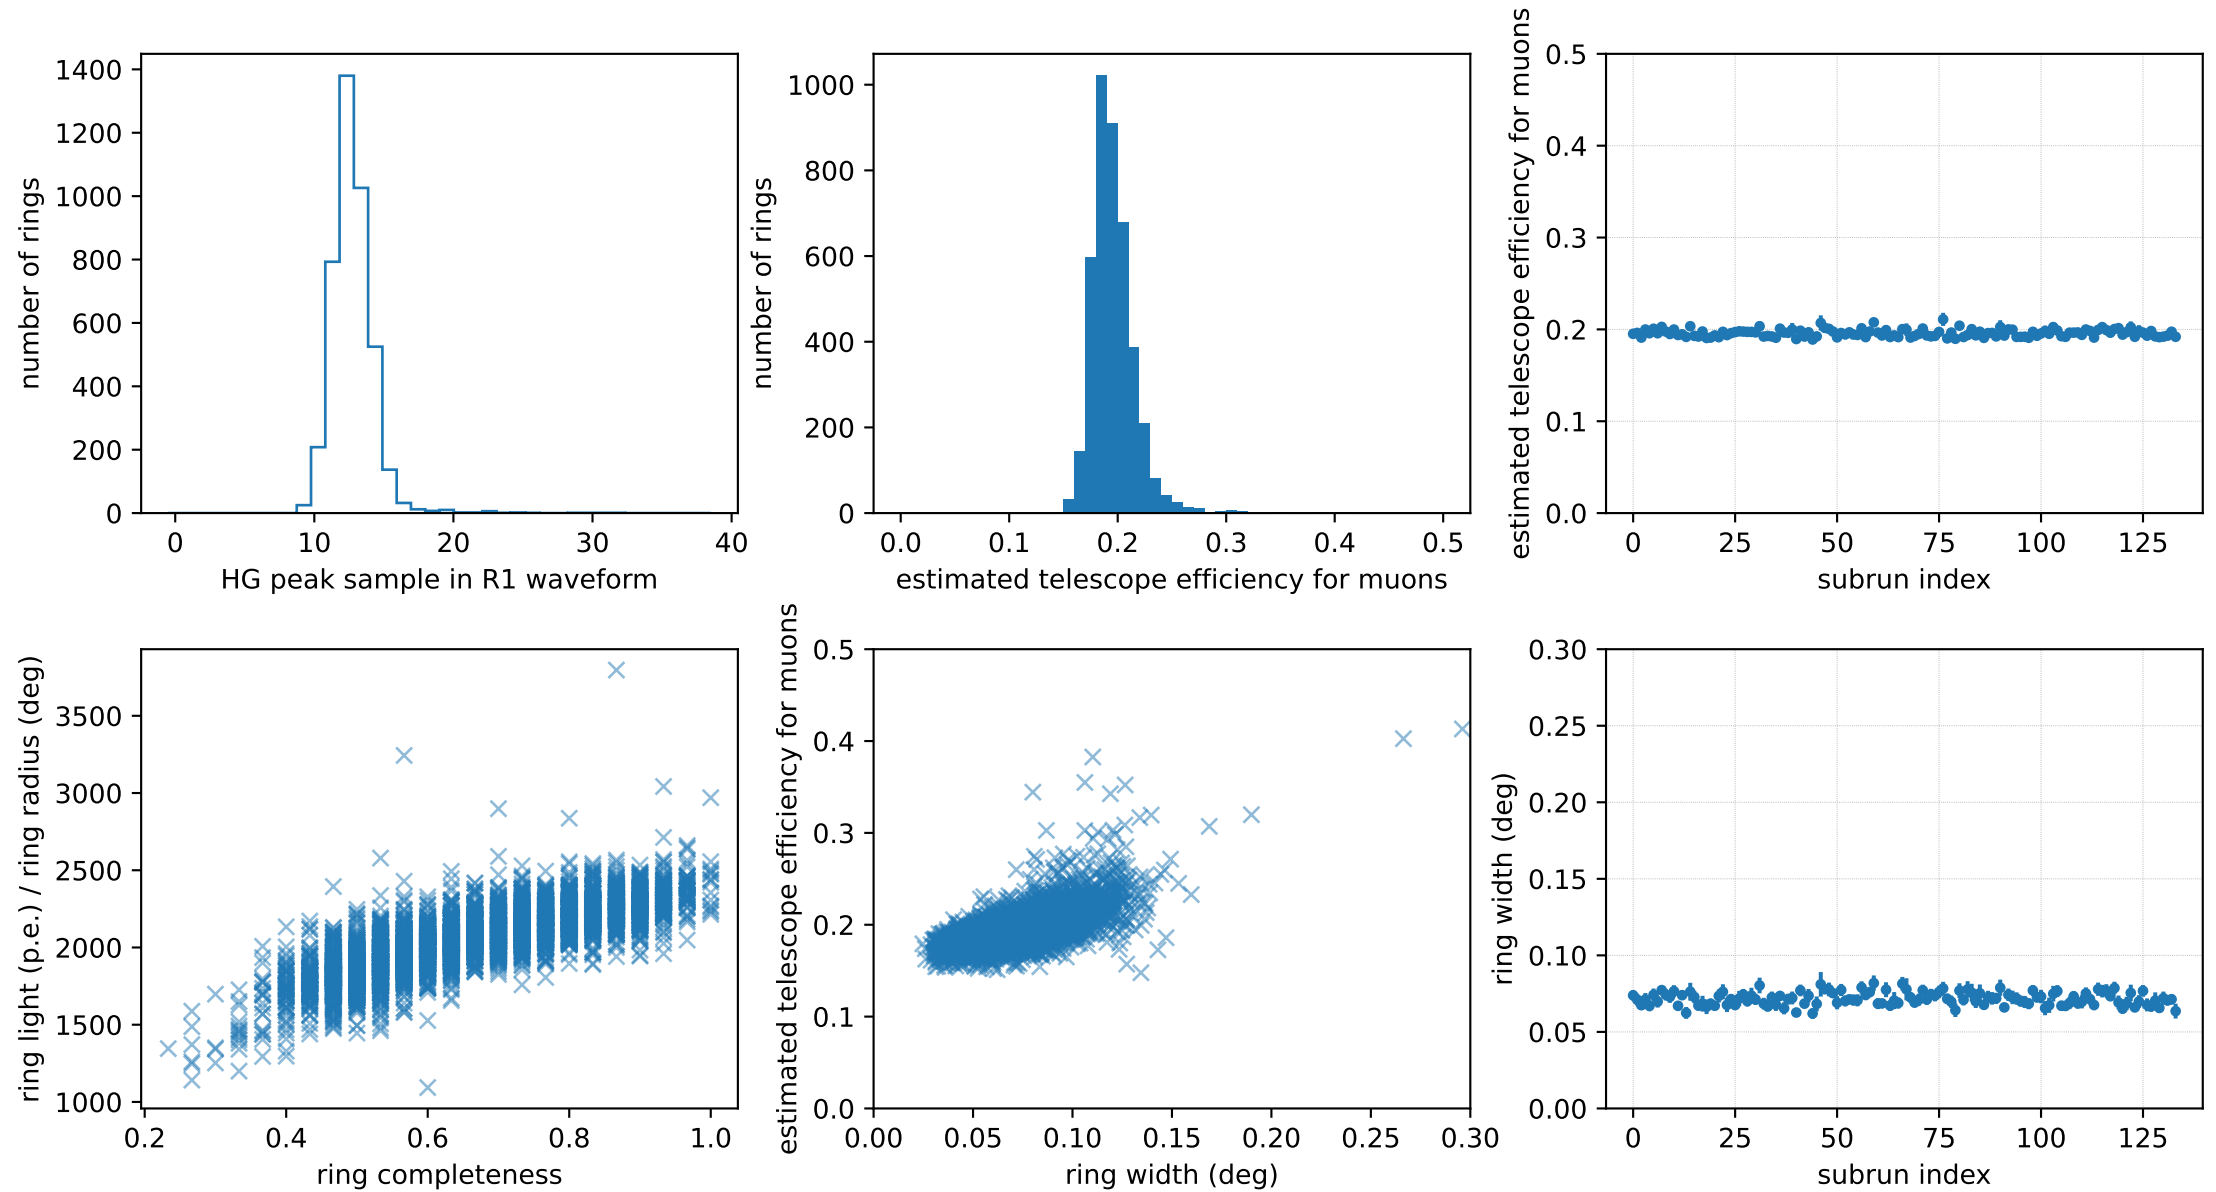 1400
1200
1000
800
600
400
200
0
number of rings
0 10 20 30 40
HG peak sample in R1 waveform
1000
800
600
400
200
0
number of rings
0.0 0.1 0.2 0.3 0.4 0.5
estimated telescope efficiency for muons
0.5
0.4
0.3
0.2
0.1
0.0
estimated telescope efficiency for muons
0 25 50 75 100 125
subrun index
3500
3000
2500
2000
1500
1000
ring light (p.e.) / ring radius (deg)
0.2 0.4 0.6 0.8 1.0
ring completeness
0.5
0.4
0.3
0.2
0.1
0.0
estimated telescope efficiency for muons
0.00 0.05 0.10 0.15 0.20 0.25 0.30
ring width (deg)
0.30
0.25
0.20
0.15
0.10
0.05
0.00
ring width (deg)
0 25 50 75 100 125
subrun index